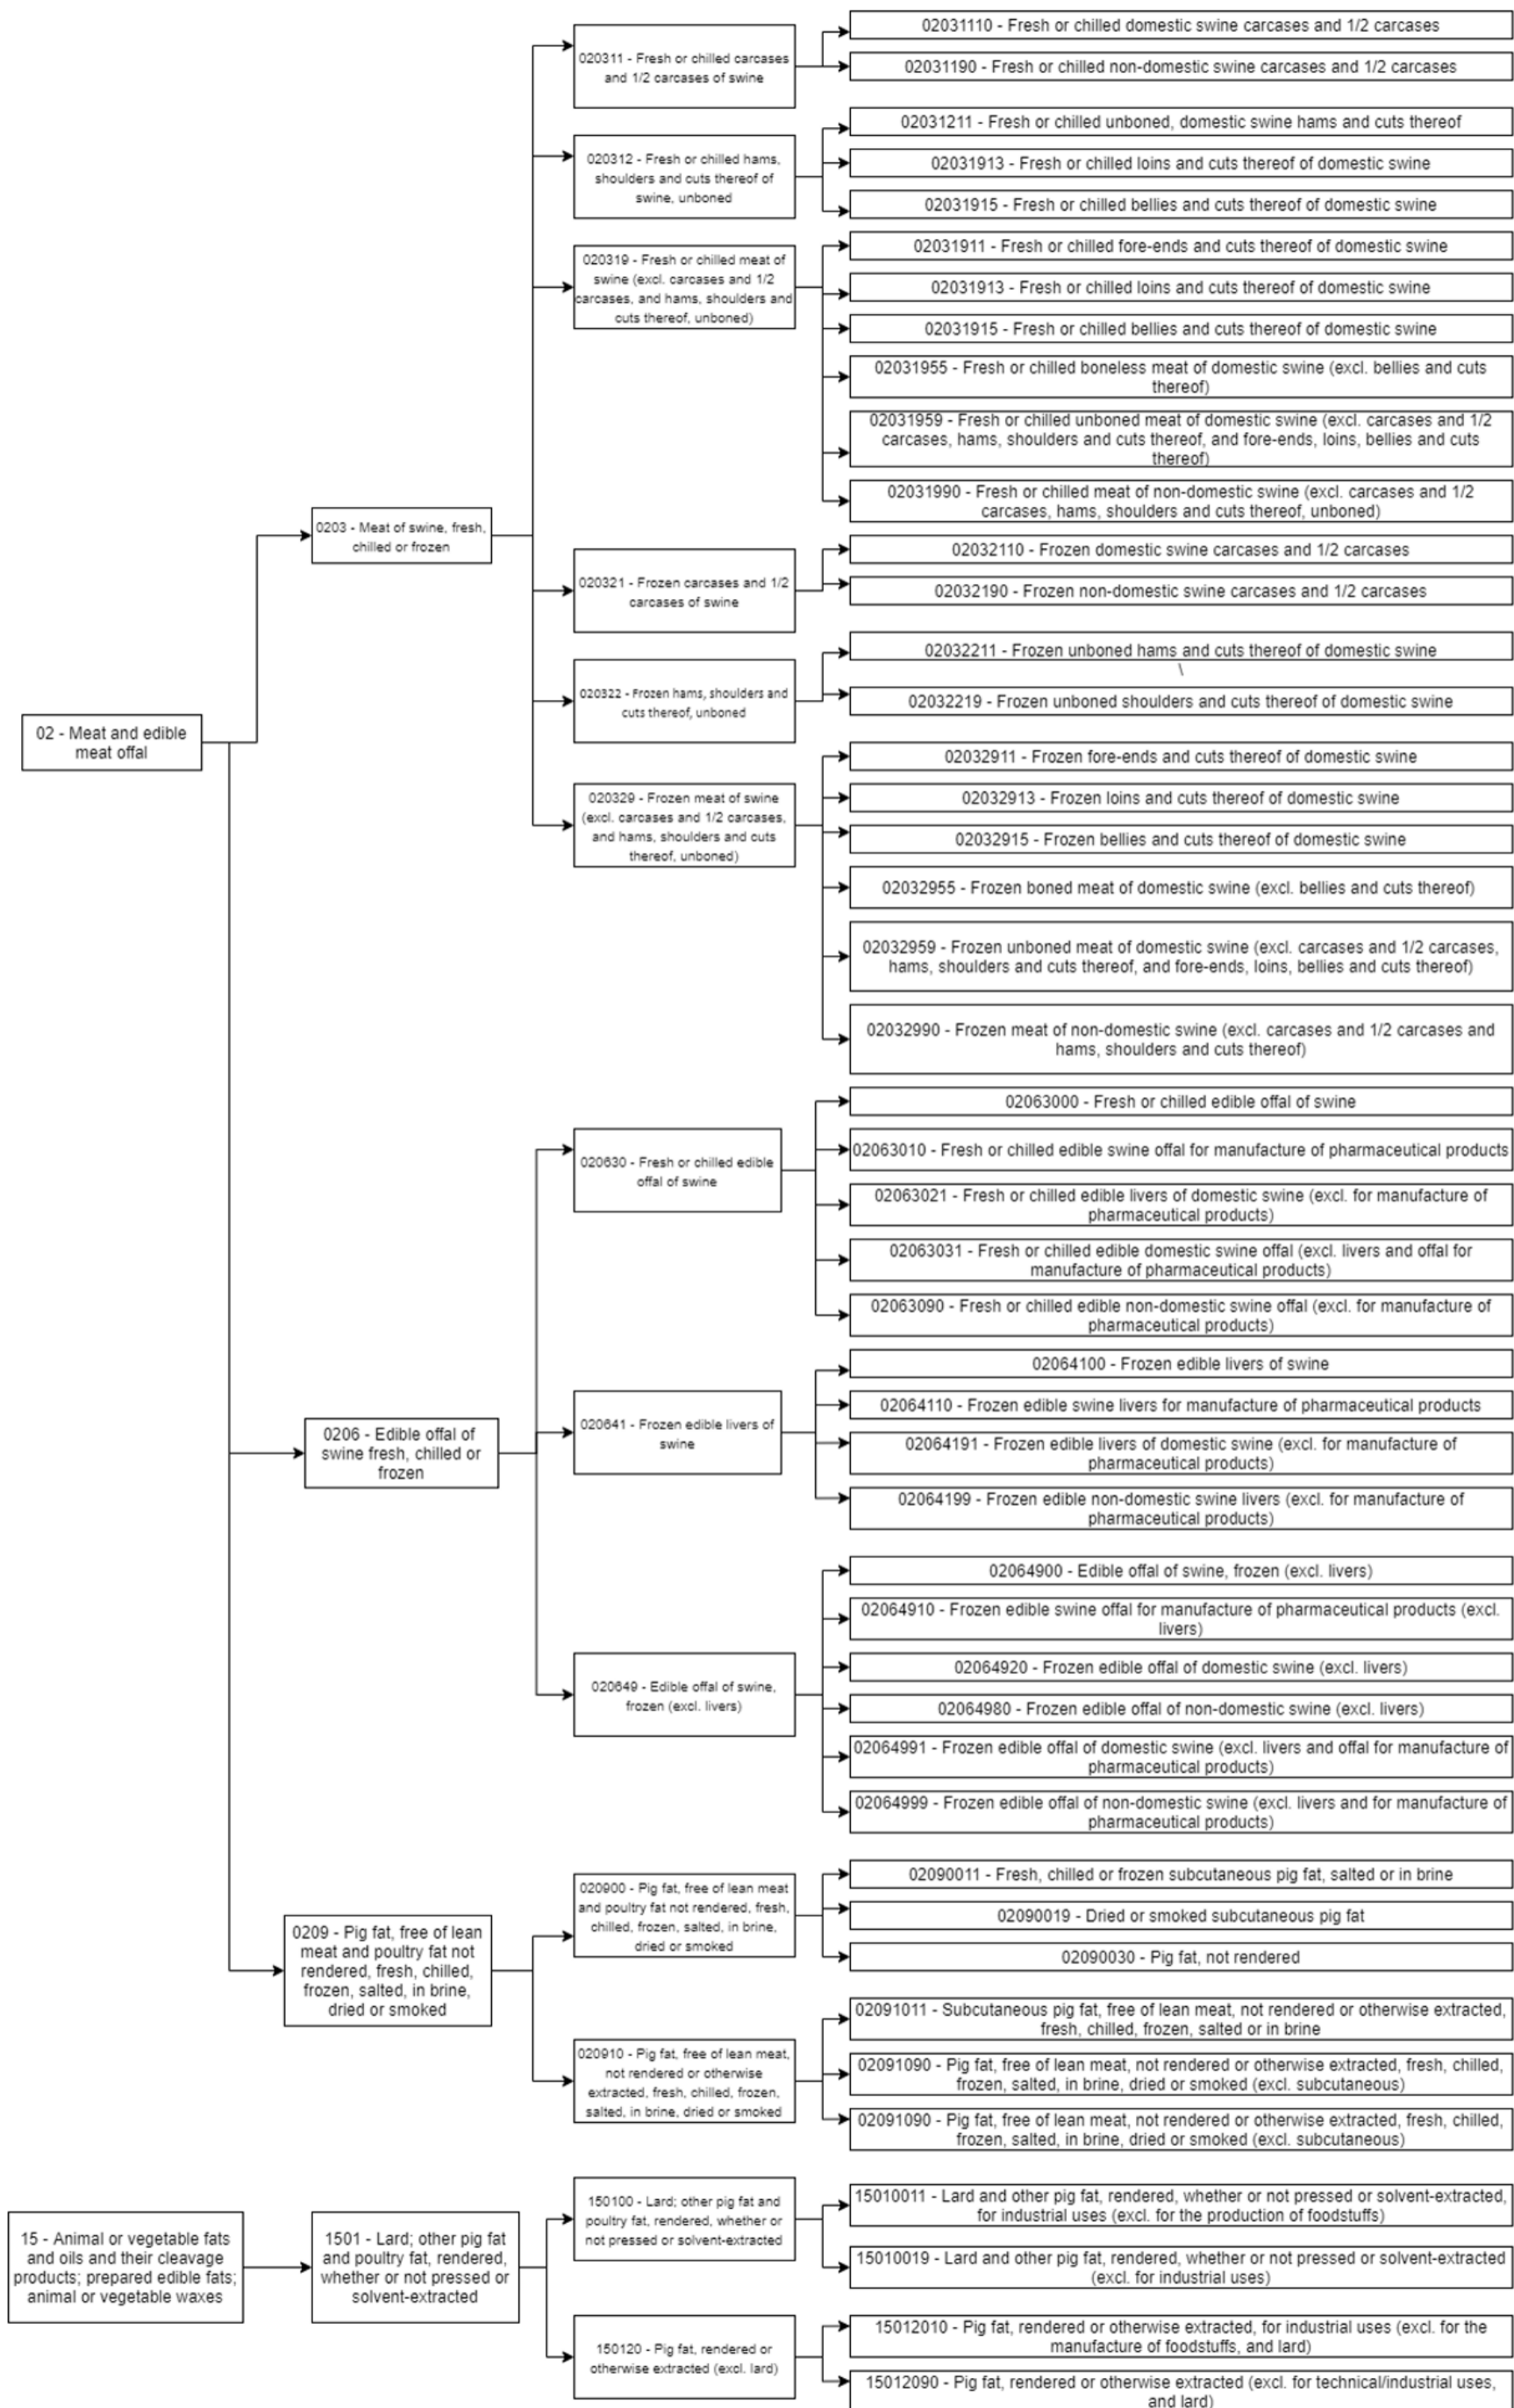 02 - Meat and edible
meat offal
0203 - Meat of swine, fresh,
chilled or frozen
020311 - Fresh or chilled carcases
and 1/2 carcases of swine
02031110 - Fresh or chilled domestic swine carcases and 1/2 carcases
02031190 - Fresh or chilled non-domestic swine carcases and 1/2 carcases
020312 - Fresh or chilled hams,
shoulders and cuts thereof of
swine, unboned
02031211 - Fresh or chilled unboned, domestic swine hams and cuts thereof
02031913 - Fresh or chilled loins and cuts thereof of domestic swine
02031915 - Fresh or chilled bellies and cuts thereof of domestic swine
020319 - Fresh or chilled meat of
swine (excl. carcases and 1/2
carcases, and hams, shoulders and
cuts thereof, unboned)
02031911 - Fresh or chilled fore-ends and cuts thereof of domestic swine
02031913 - Fresh or chilled loins and cuts thereof of domestic swine
02031915 - Fresh or chilled bellies and cuts thereof of domestic swine
02031955 - Fresh or chilled boneless meat of domestic swine (excl. bellies and cuts
thereof)
02031959 - Fresh or chilled unboned meat of domestic swine (excl. carcases and 1/2
carcases, hams, shoulders and cuts thereof, and fore-ends, loins, bellies and cuts
thereof)
02031990 - Fresh or chilled meat of non-domestic swine (excl. carcases and 1/2
carcases, hams, shoulders and cuts thereof, unboned)
020321 - Frozen carcases and 1/2
carcases of swine
02032110 - Frozen domestic swine carcases and 1/2 carcases
02032190 - Frozen non-domestic swine carcases and 1/2 carcases
020322 - Frozen hams, shoulders and
cuts thereof, unboned
02032211 - Frozen unboned hams and cuts thereof of domestic swine
\
02032219 - Frozen unboned shoulders and cuts thereof of domestic swine
020329 - Frozen meat of swine
(excl. carcases and 1/2 carcases,
and hams, shoulders and cuts
thereof, unboned)
02032911 - Frozen fore-ends and cuts thereof of domestic swine
02032913 - Frozen loins and cuts thereof of domestic swine
02032915 - Frozen bellies and cuts thereof of domestic swine
02032955 - Frozen boned meat of domestic swine (excl. bellies and cuts thereof)
02032959 - Frozen unboned meat of domestic swine (excl. carcases and 1/2 carcases,
hams, shoulders and cuts thereof, and fore-ends, loins, bellies and cuts thereof)
02032990 - Frozen meat of non-domestic swine (excl. carcases and 1/2 carcases and
hams, shoulders and cuts thereof)
0206 - Edible offal of
swine fresh, chilled or
frozen
020630 - Fresh or chilled edible
offal of swine
02063000 - Fresh or chilled edible offal of swine
02063010 - Fresh or chilled edible swine offal for manufacture of pharmaceutical products
02063021 - Fresh or chilled edible livers of domestic swine (excl. for manufacture of
pharmaceutical products)
02063031 - Fresh or chilled edible domestic swine offal (excl. livers and offal for
manufacture of pharmaceutical products)
02063090 - Fresh or chilled edible non-domestic swine offal (excl. for manufacture of
pharmaceutical products)
020641 - Frozen edible livers of
swine
02064100 - Frozen edible livers of swine
02064110 - Frozen edible swine livers for manufacture of pharmaceutical products
02064191 - Frozen edible livers of domestic swine (excl. for manufacture of
pharmaceutical products)
02064199 - Frozen edible non-domestic swine livers (excl. for manufacture of
pharmaceutical products)
020649 - Edible offal of swine,
frozen (excl. livers)
02064900 - Edible offal of swine, frozen (excl. livers)
02064910 - Frozen edible swine offal for manufacture of pharmaceutical products (excl.
livers)
02064920 - Frozen edible offal of domestic swine (excl. livers)
02064980 - Frozen edible offal of non-domestic swine (excl. livers)
02064991 - Frozen edible offal of domestic swine (excl. livers and offal for manufacture of
pharmaceutical products)
02064999 - Frozen edible offal of non-domestic swine (excl. livers and for manufacture of
pharmaceutical products)
0209 - Pig fat, free of lean
meat and poultry fat not
rendered, fresh, chilled,
frozen, salted, in brine,
dried or smoked
020900 - Pig fat, free of lean meat
and poultry fat not rendered, fresh,
chilled, frozen, salted, in brine,
dried or smoked
02090011 - Fresh, chilled or frozen subcutaneous pig fat, salted or in brine
02090019 - Dried or smoked subcutaneous pig fat
02090030 - Pig fat, not rendered
020910 - Pig fat, free of lean meat,
not rendered or otherwise
extracted, fresh, chilled, frozen,
salted, in brine, dried or smoked
02091011 - Subcutaneous pig fat, free of lean meat, not rendered or otherwise extracted,
fresh, chilled, frozen, salted or in brine
02091090 - Pig fat, free of lean meat, not rendered or otherwise extracted, fresh, chilled,
frozen, salted, in brine, dried or smoked (excl. subcutaneous)
02091090 - Pig fat, free of lean meat, not rendered or otherwise extracted, fresh, chilled,
frozen, salted, in brine, dried or smoked (excl. subcutaneous)
15 - Animal or vegetable fats
and oils and their cleavage
products; prepared edible fats;
animal or vegetable waxes
1501 - Lard; other pig fat
and poultry fat, rendered,
whether or not pressed or
solvent-extracted
150100 - Lard; other pig fat and
poultry fat, rendered, whether or
not pressed or solvent-extracted
15010011 - Lard and other pig fat, rendered, whether or not pressed or solvent-extracted,
for industrial uses (excl. for the production of foodstuffs)
15010019 - Lard and other pig fat, rendered, whether or not pressed or solvent-extracted
(excl. for industrial uses)
150120 - Pig fat, rendered or
otherwise extracted (excl. lard)
15012010 - Pig fat, rendered or otherwise extracted, for industrial uses (excl. for the
manufacture of foodstuffs, and lard)
15012090 - Pig fat, rendered or otherwise extracted (excl. for technical/industrial uses,
and lard)